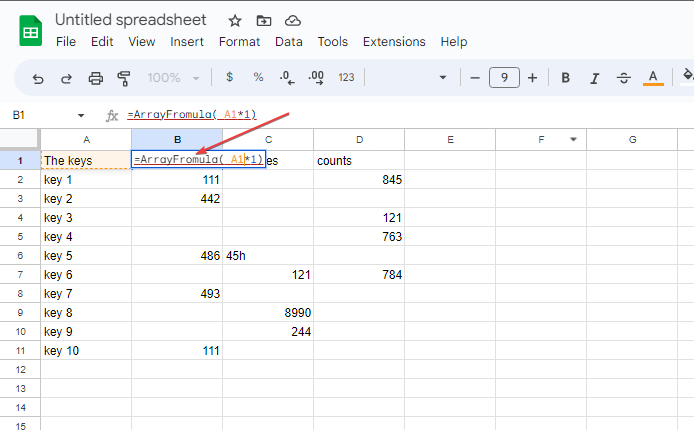 Untitled spreadsheet
File Edit View Insert Format Data Tools Extensions Help
100% $ % .0 .00 123 9 B I A
B1 fx =ArrayFromula( A1*1)
A B C D E F G
1 The keys =ArrayFromula( A1*1) es counts
2 key 1 111 845
3 key 2 442
4 key 3 121
5 key 4 763
6 key 5 486 45h
7 key 6 121 784
8 key 7 493
9 key 8 8990
10 key 9 244
11 key 10 111
12
13
14
15